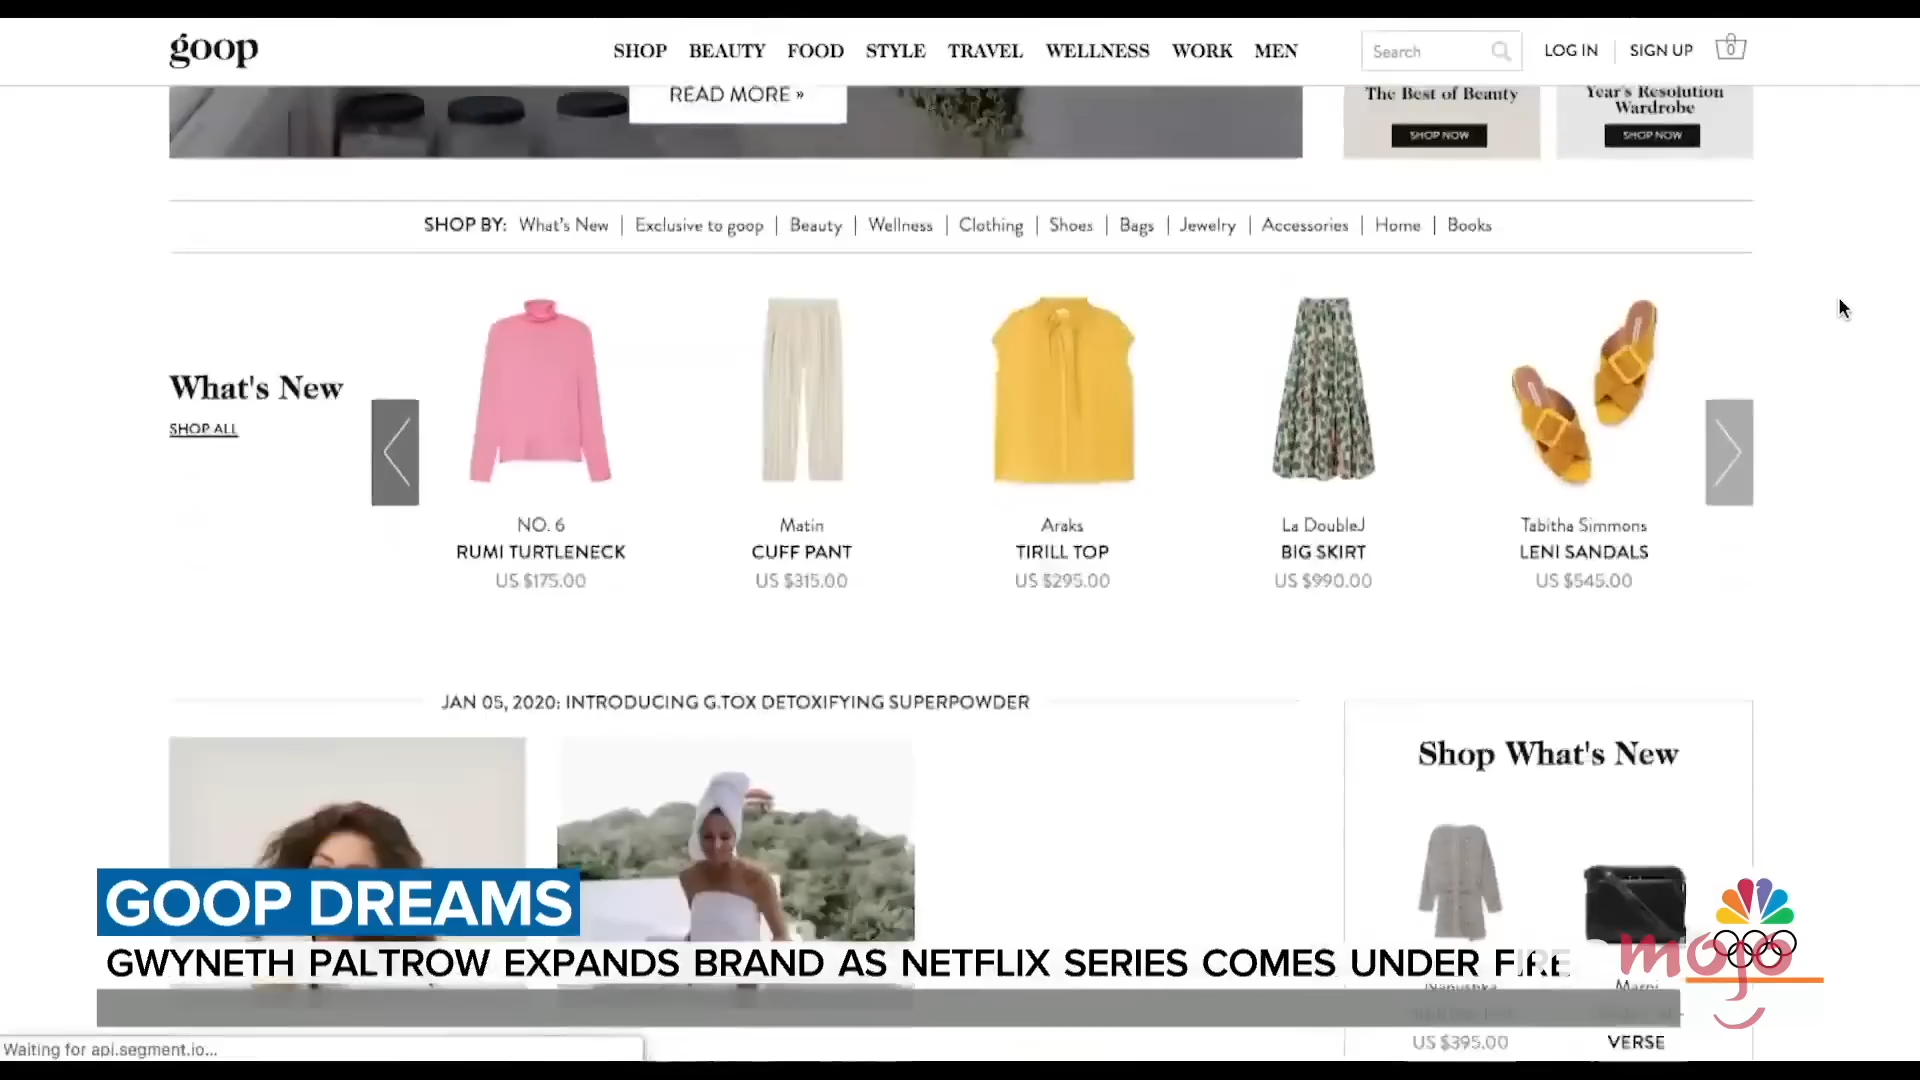 goop
SHOP BEAUTY FOOD STYLE TRAVEL WELLNESS WORK MEN
Search
LOG IN
SIGN UP
0
READ MORE »
The Best of Beauty
SHOP NOW
Year's Resolution
Wardrobe
SHOP NOW
SHOP BY: What's New | Exclusive to goop | Beauty | Wellness | Clothing | Shoes | Bags | Jewelry | Accessories | Home | Books
What's New
SHOP ALL
NO. 6
RUMI TURTLENECK
US $175.00
Matin
CUFF PANT
US $315.00
Araks
TIRILL TOP
US $295.00
La DoubleJ
BIG SKIRT
US $990.00
Tabitha Simmons
LENI SANDALS
US $545.00
JAN 05, 2020: INTRODUCING G.TOX DETOXIFYING SUPERPOWDER
Shop What's New
GOOP DREAMS
GWYNETH PALTROW EXPANDS BRAND AS NETFLIX SERIES COMES UNDER FIRE
mojo
Nanushka
US $395.00
Marni
VERSE
Waiting for api.segment.io...